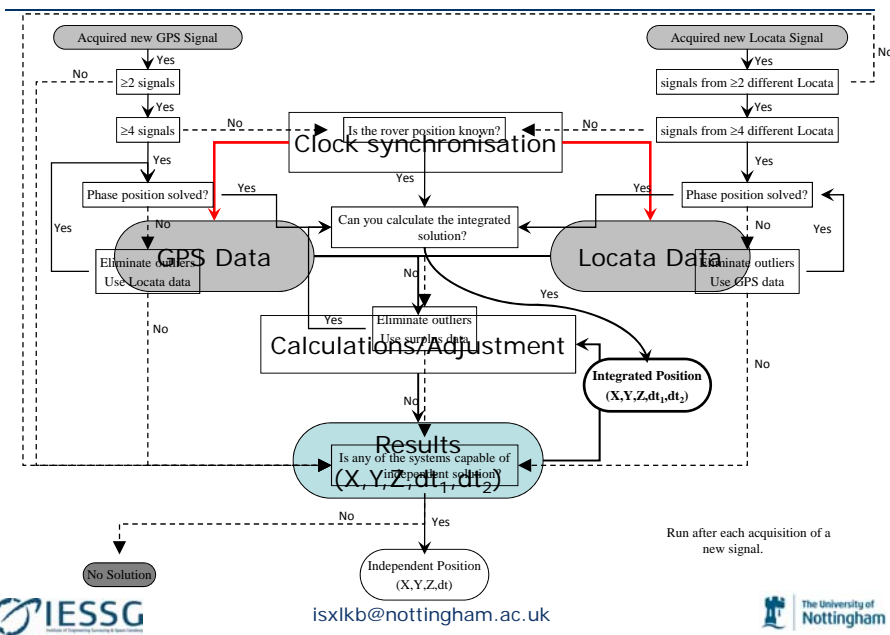 Acquired new GPS Signal
Acquired new Locata Signal
Yes
Yes
No
No
No
≥2 signals
signals from ≥2 different Locata
Yes
Yes
≥4 signals
No
Is the rover position known?
No
signals from ≥4 different Locata
Clock synchronisation
Yes
Yes
Yes
Phase position solved?
Yes
Yes
Phase position solved?
Can you calculate the integrated
solution?
Yes
No
No
Yes
GPS Data
Locata Data
Eliminate outliers
Use Locata data
Eliminate outliers
Use GPS data
No
Yes
Eliminate outliers
Use surplus data
Yes
No
Calculations/Adjustment
No
Integrated Position
(X,Y,Z,dt1,dt2)
No
Results
(X,Y,Z,dt1,dt2)
Is any of the systems capable of
independent solution?
No
Yes
Run after each acquisition of a
new signal.
No Solution
Independent Position
(X,Y,Z,dt)
IESSG
Institute of Engineering Surveying & Space Geodesy
isxlkb@nottingham.ac.uk
The University of
Nottingham